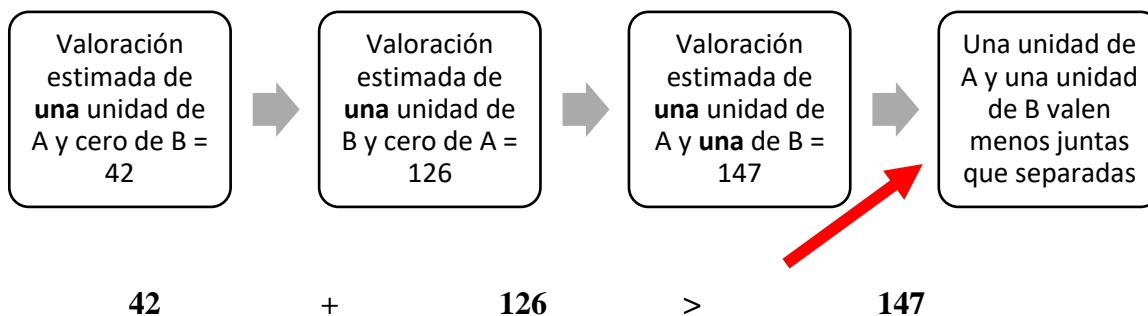 Valoración
estimada de
una unidad de
A y cero de B =
42
Valoración
estimada de
una unidad de
B y cero de A =
126
Valoración
estimada de
una unidad de
A y una de B =
147
Una unidad de
A y una unidad
de B valen
menos juntas
que separadas
42 + 126 > 147